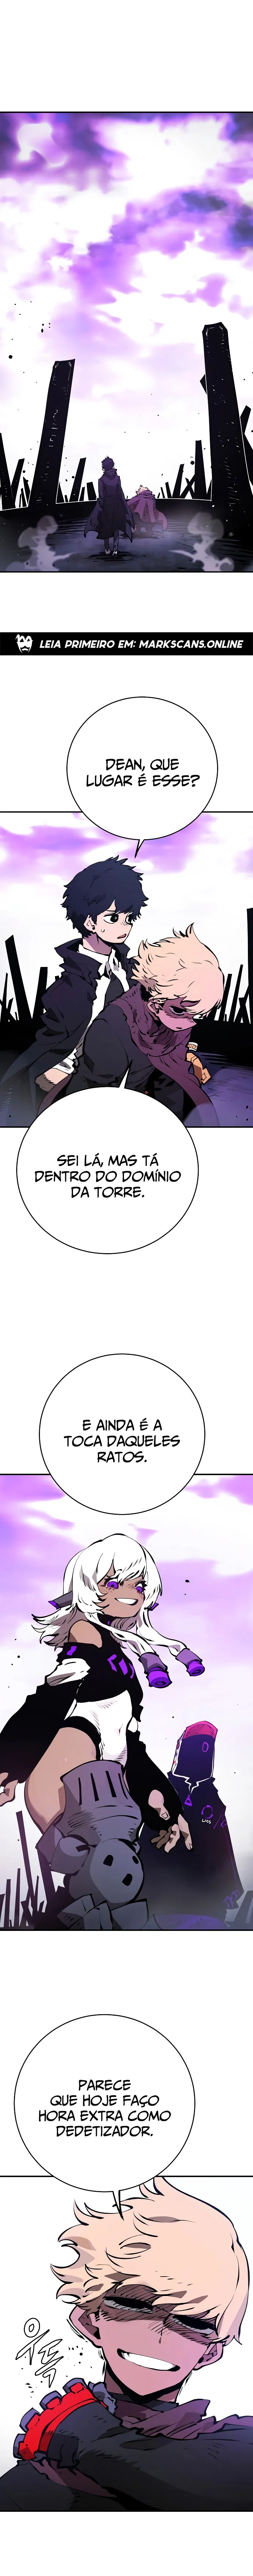 LEIA PRIMEIRO EM: MARKSCANS.ONLINE
DEAN, QUE
LUGAR É ESSE?
SEI LÁ, MAS TÁ
DENTRO DO DOMÍNIO
DA TORRE.
E AINDA É A
TOCA DAQUELES
RATOS.
PARECE
QUE HOJE FAÇO
HORA EXTRA COMO
DEDETIZADOR.